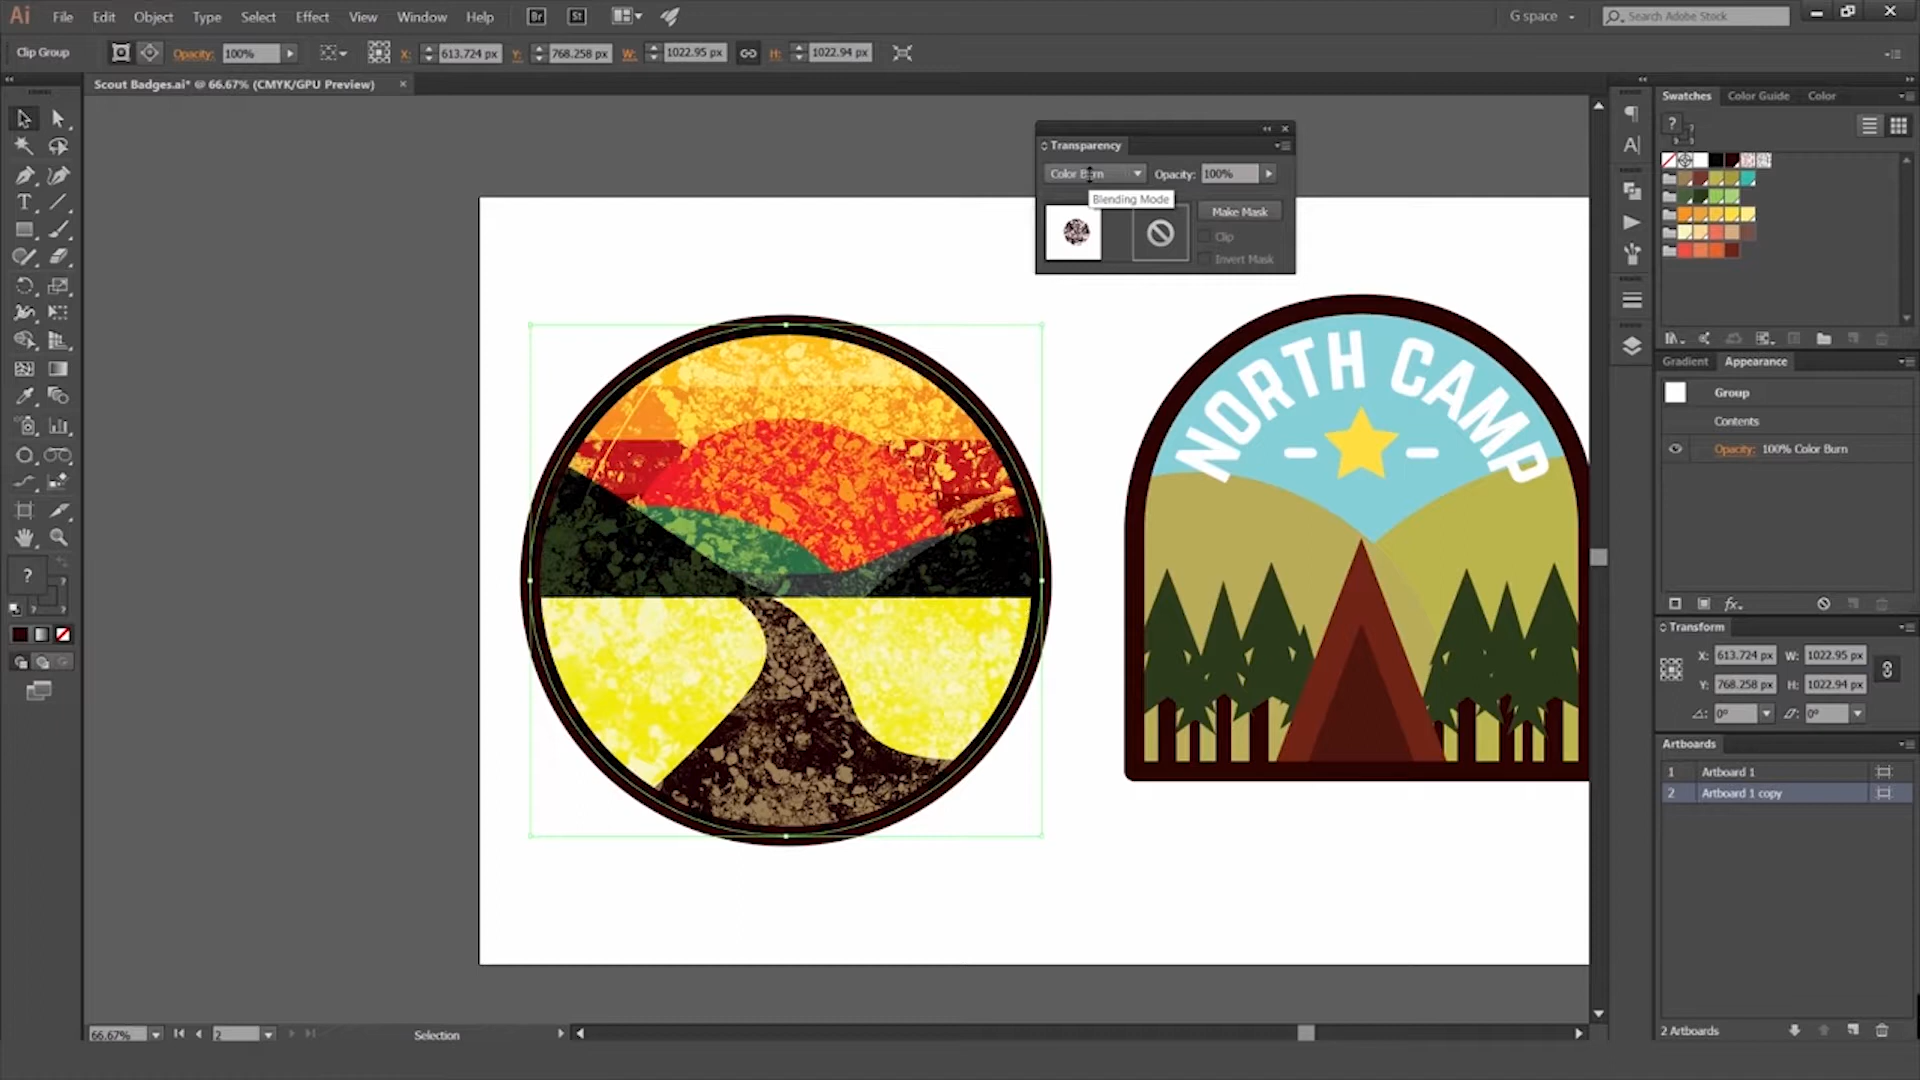 Ai File Edit Object Type Select Effect View Window Help Br St G space Search Adobe Stock
Clip Group Opacity: 100% X: 613.724 px Y: 768.258 px W: 1022.95 px H: 1022.94 px
Scout Badges.ai* @ 66.67% (CMYK/GPU Preview) ×
Transparency
Color Burn Opacity: 100%
Blending Mode
Make Mask
Clip
Invert Mask
NORTH CAMP
Swatches Color Guide Color
Gradient Appearance
Group
Contents
Opacity: 100% Color Burn
fx.
Transform
X: 613.724 px W: 1022.95 px
Y: 768.258 px H: 1022.94 px
0° 0°
Artboards
1 Artboard 1
2 Artboard 1 copy
2 Artboards
66.67% 2 Selection